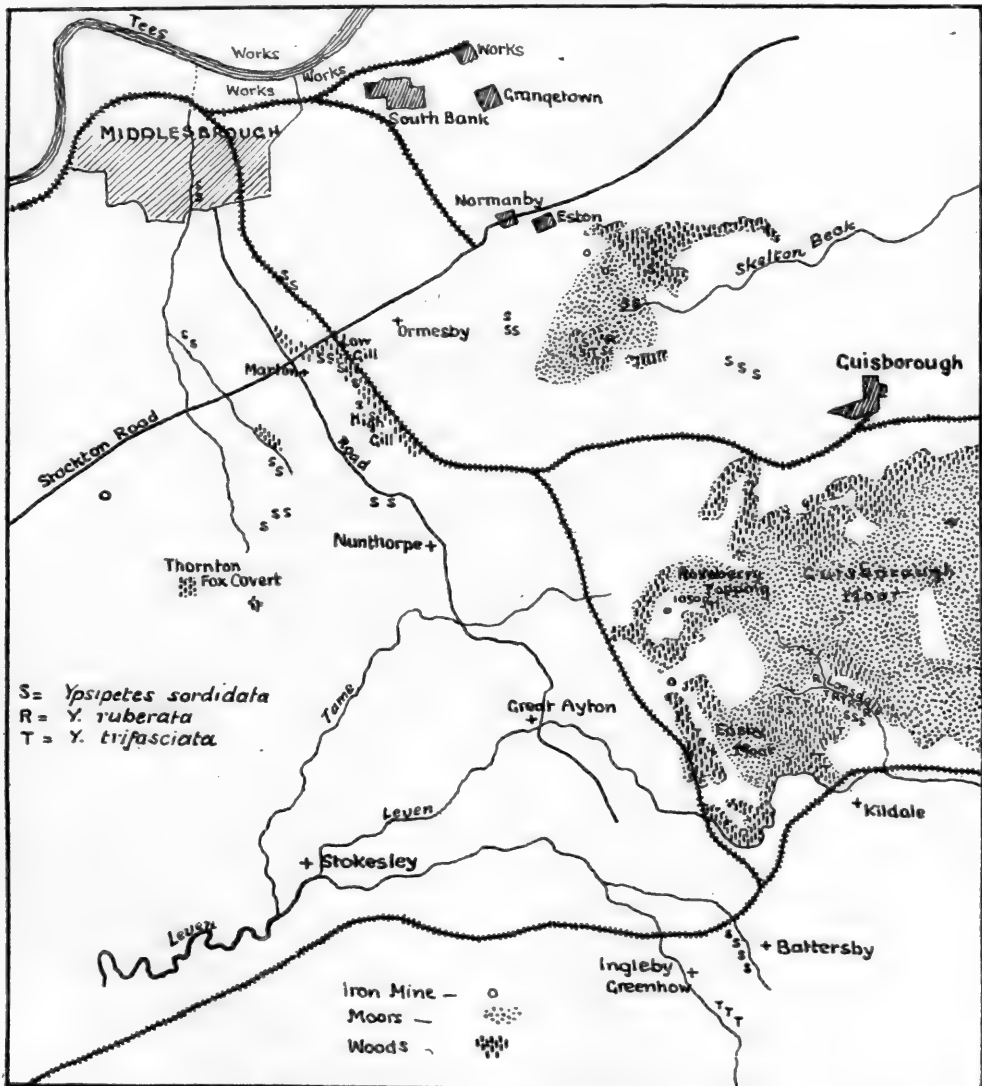 Tees
Works
Works
Works
Works
Grangetown
South Bank
MIDDLESBROUGH
Normanby
Eston
Skelton Beak
S
S
S S
S S
S
S S
Ormesby
Low
Gill
Marton
S S S
Guisborough
S
S
High
Gill
Stockton Road
Road
S S
S S
S S
S
S S
Nunthorpe
Thornton
Fox Covert
Roseberry
Topping
Guisborough
Moor
S = Ypsipetes sordidata
R = Y. ruberata
T = Y. trifasciata
Tame
Great Ayton
Easby
Moor
Leven
Kildale
Stokesley
Leven
S
S
S
S
Battersby
Ingleby
Greenhow
T T T
Iron Mine —
Moors —
Woods